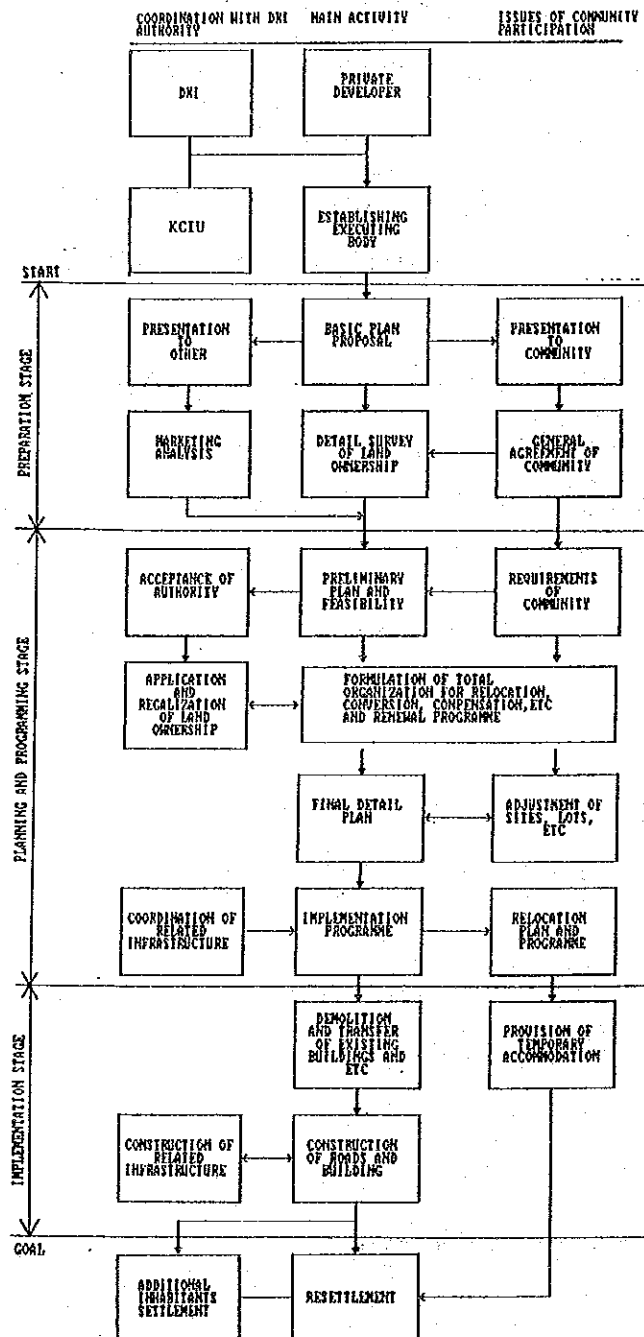 COORDINATION WITH DKI
AUTHORITY
MAIN ACTIVITY
ISSUES OF COMMUNITY
PARTICIPATION
DKI
PRIVATE
DEVELOPER
KCIU
ESTABLISHING
EXECUTING
BODY
START
PREPARATION STAGE
PRESENTATION
TO
OTHER
BASIC PLAN
PROPOSAL
PRESENTATION
TO
COMMUNITY
MARKETING
ANALYSIS
DETAIL SURVEY
OF LAND
OWNERSHIP
GENERAL
AGREEMENT OF
COMMUNITY
PLANNING AND PROGRAMMING STAGE
ACCEPTANCE OF
AUTHORITY
PRELIMINARY
PLAN AND
FEASIBILITY
REQUIREMENTS
OF
COMMUNITY
APPLICATION
AND
REGALIZATION
OF LAND
OWNERSHIP
FORMULATION OF TOTAL
ORGANIZATION FOR RELOCATION,
CONVERSION, COMPENSATION,ETC
AND RENEWAL PROGRAMME
FINAL DETAIL
PLAN
ADJUSTMENT OF
SITES, LOTS,
ETC
COORDINATION OF
RELATED
INFRASTRUCTURE
IMPLEMENTATION
PROGRAMME
RELOCATION
PLAN AND
PROGRAMME
IMPLEMENTATION STAGE
DEMOLITION
AND TRANSFER
OF EXISTING
BUILDINGS AND
ETC
PROVISION OF
TEMPORARY
ACCOMMODATION
CONSTRUCTION OF
RELATED
INFRASTRUCTURE
CONSTRUCTION
OF ROADS AND
BUILDING
GOAL
ADDITIONAL
INHABITANTS
SETTLEMENT
RESETTLEMENT